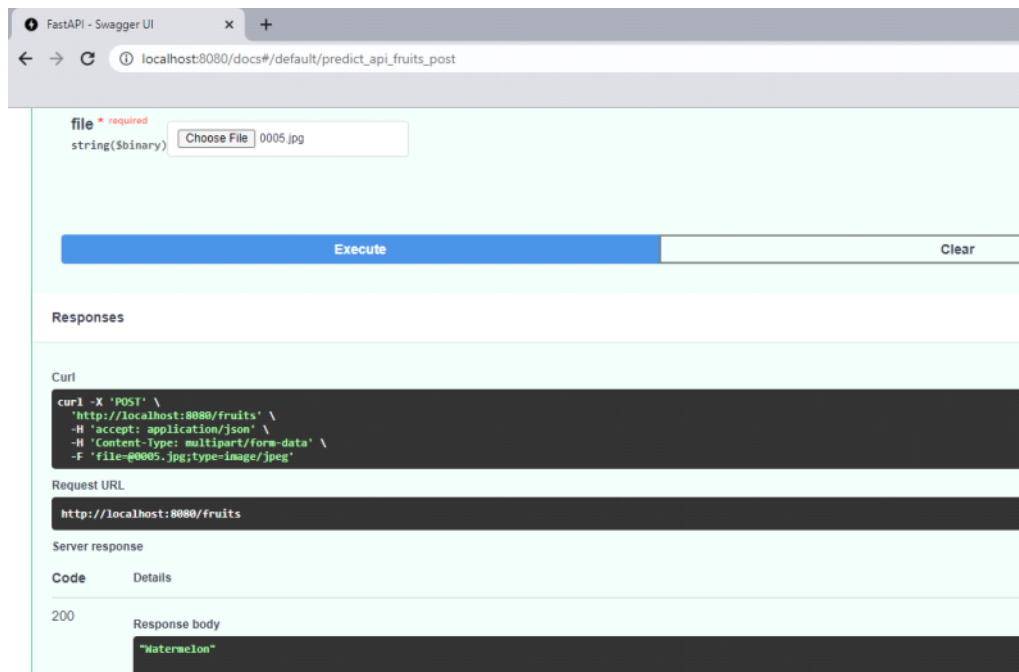 FastAPI - Swagger UI
localhost:8080/docs#/default/predict_api_fruits_post
file * required
string($binary)
Choose File 0005.jpg
Execute
Clear
Responses
Curl
curl -X 'POST' \
'http://localhost:8080/fruits' \
-H 'accept: application/json' \
-H 'Content-Type: multipart/form-data' \
-F 'file=@0005.jpg;type=image/jpeg'
Request URL
http://localhost:8080/fruits
Server response
Code Details
200
Response body
"Watermelon"